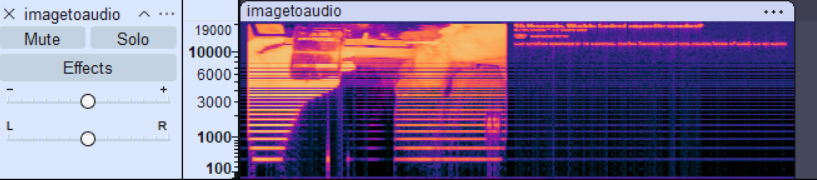 imagetoaudio
Mute
Solo
Effects
-
+
L
R
19000
10000
6000
3000
1000
100
imagetoaudio